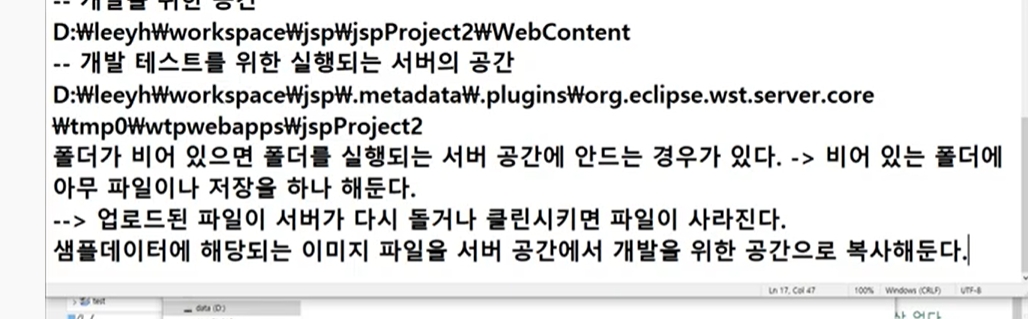 -- 개발을 위한 공간
D:₩leeyh₩workspace₩jsp₩jspProject2₩WebContent
-- 개발 테스트를 위한 실행되는 서버의 공간
D:₩leeyh₩workspace₩jsp₩.metadata₩.plugins₩org.eclipse.wst.server.core
₩tmp0₩wtpwebapps₩jspProject2
폴더가 비어 있으면 폴더를 실행되는 서버 공간에 안드는 경우가 있다. -> 비어 있는 폴더에
아무 파일이나 저장을 하나 해둔다.
--> 업로드된 파일이 서버가 다시 돌거나 클린시키면 파일이 사라진다.
샘플데이터에 해당되는 이미지 파일을 서버 공간에서 개발을 위한 공간으로 복사해둔다.
Ln 17, Col 47 100% Windows (CRLF) UTF-8
test
data (D:)